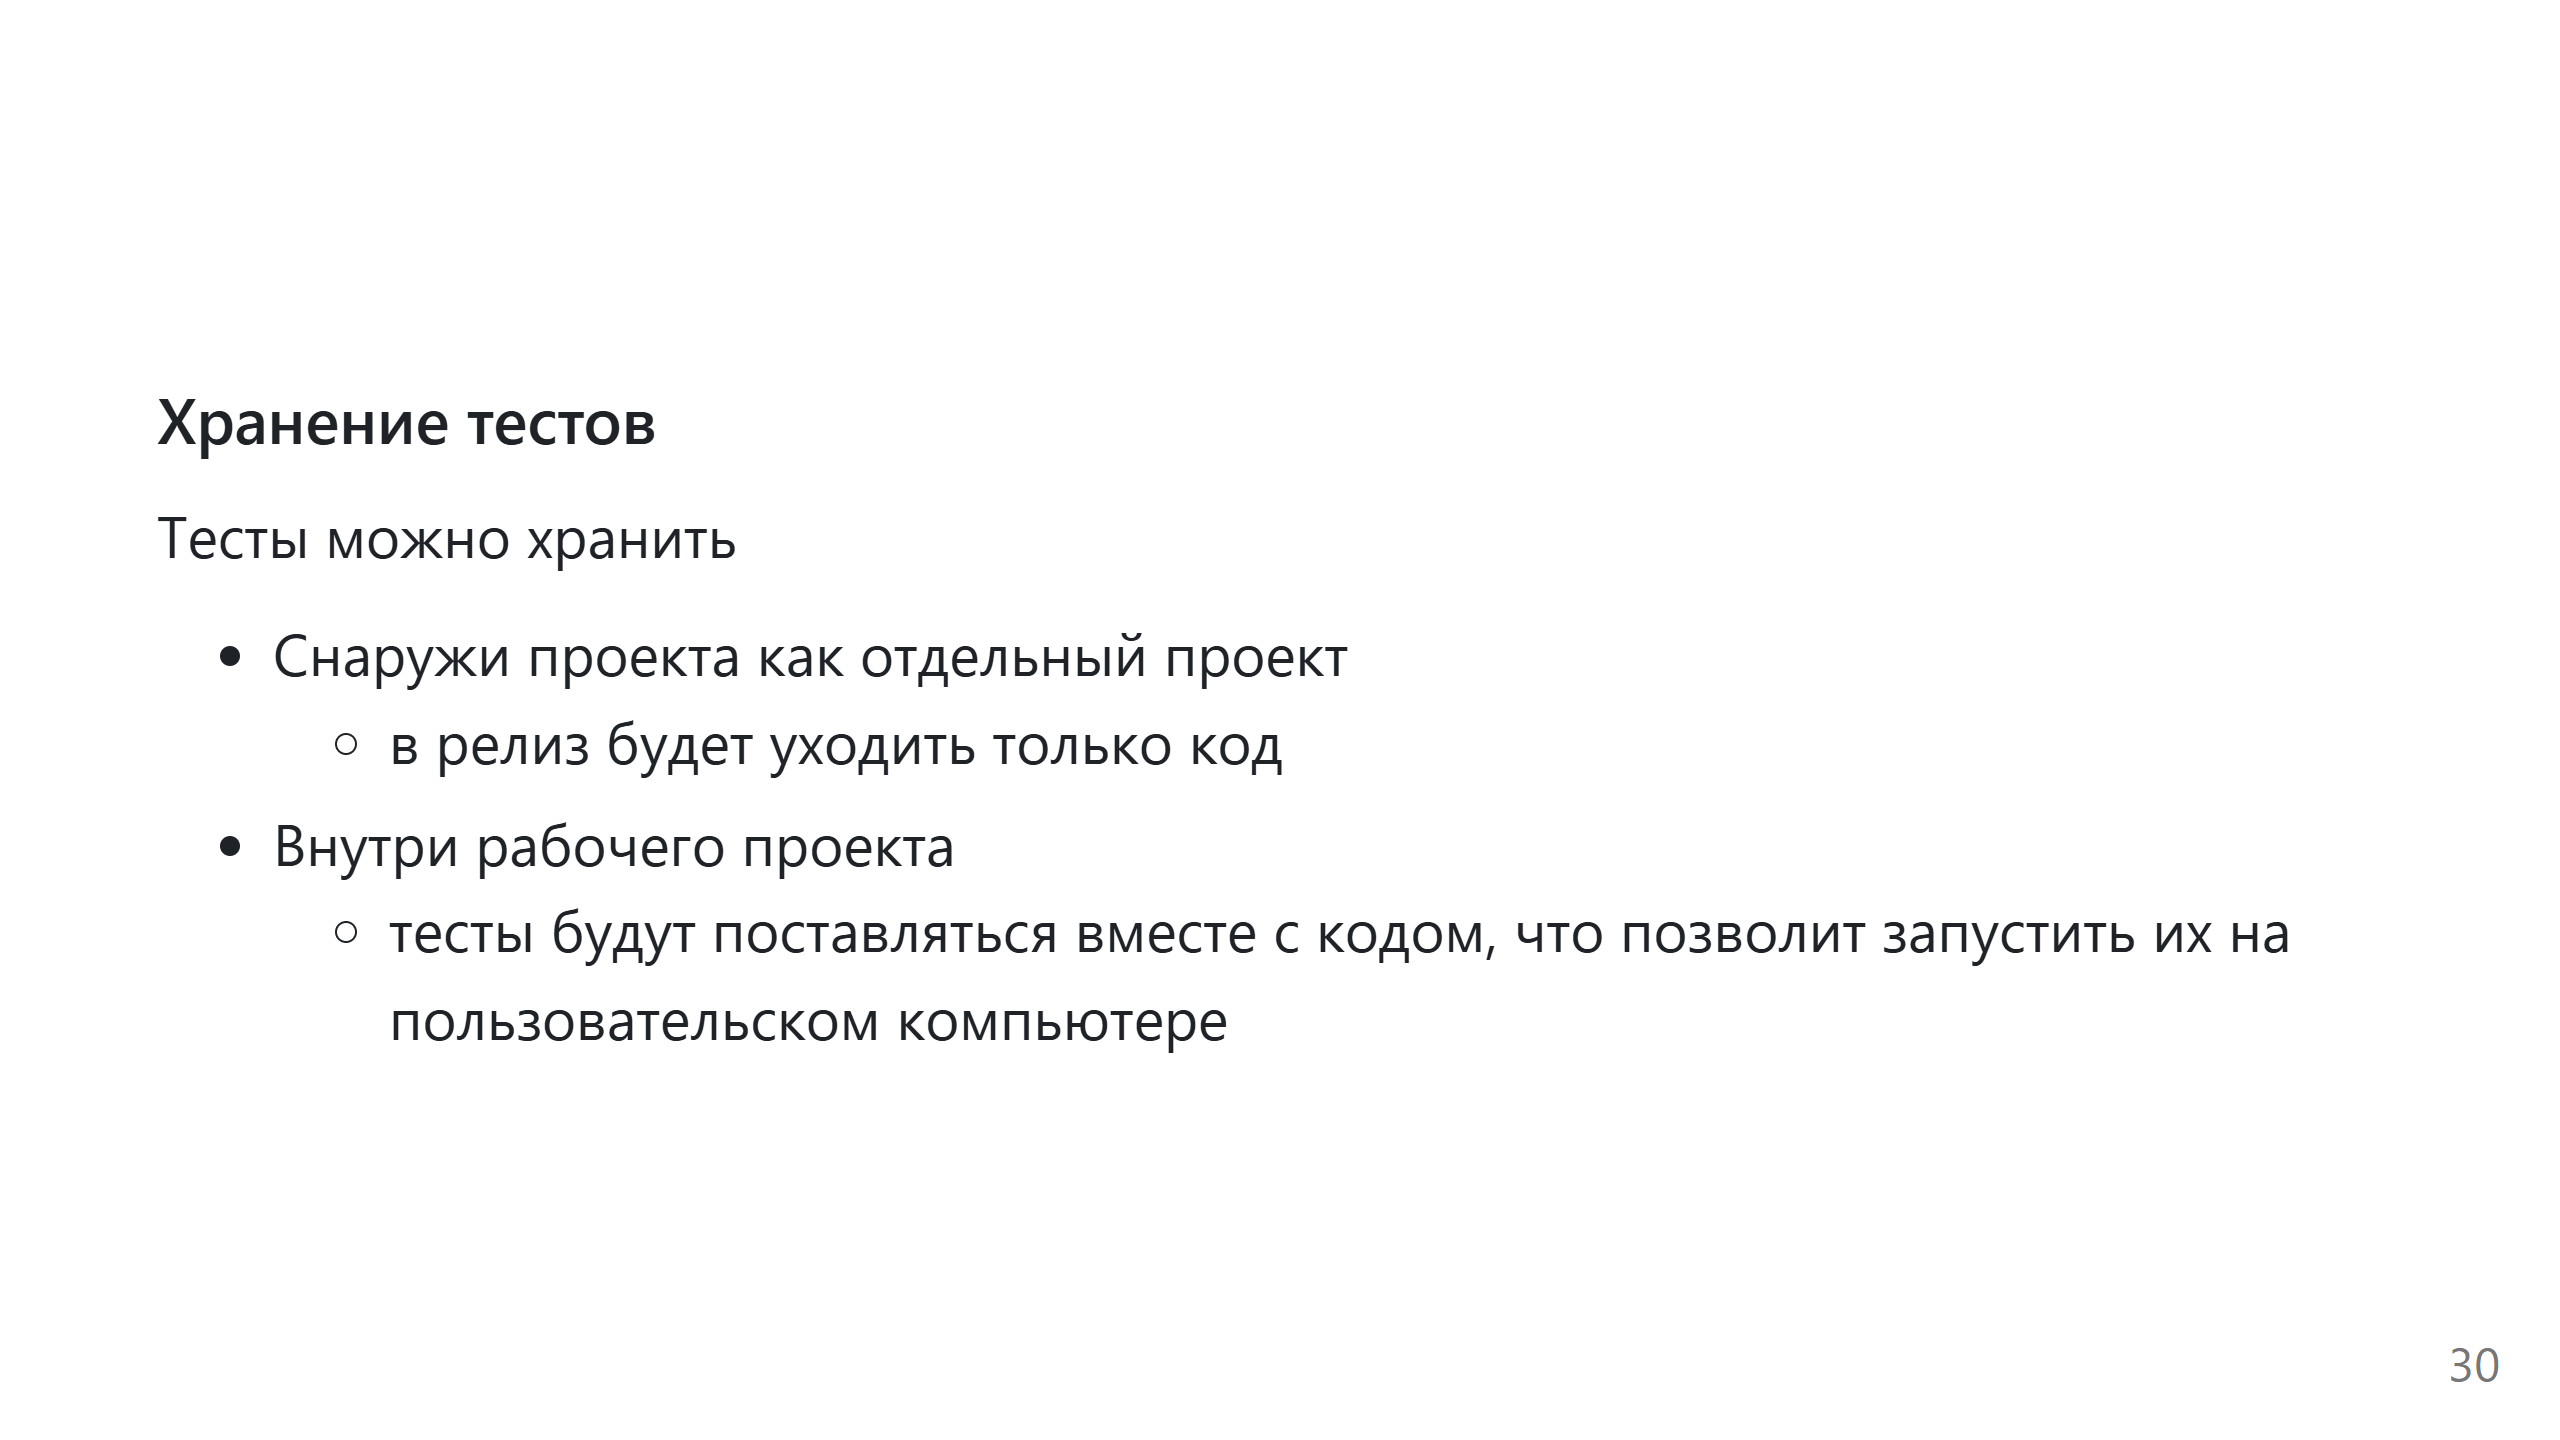 Хранение тестов
Тесты можно хранить
• Снаружи проекта как отдельный проект
○ в релиз будет уходить только код
• Внутри рабочего проекта
○ тесты будут поставляться вместе с кодом, что позволит запустить их на
пользовательском компьютере
30